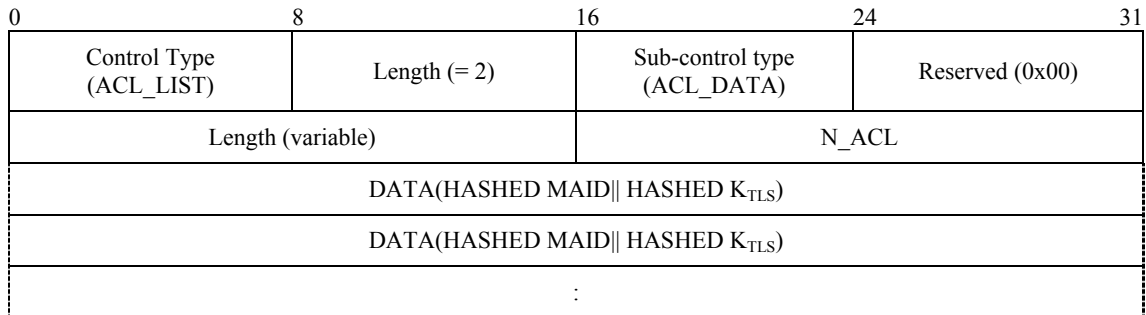 0 8 16 24 31
Control Type
(ACL_LIST)
Length (= 2)
Sub-control type
(ACL_DATA)
Reserved (0x00)
Length (variable)
N_ACL
DATA(HASHED MAID|| HASHED KTLS)
DATA(HASHED MAID|| HASHED KTLS)
: